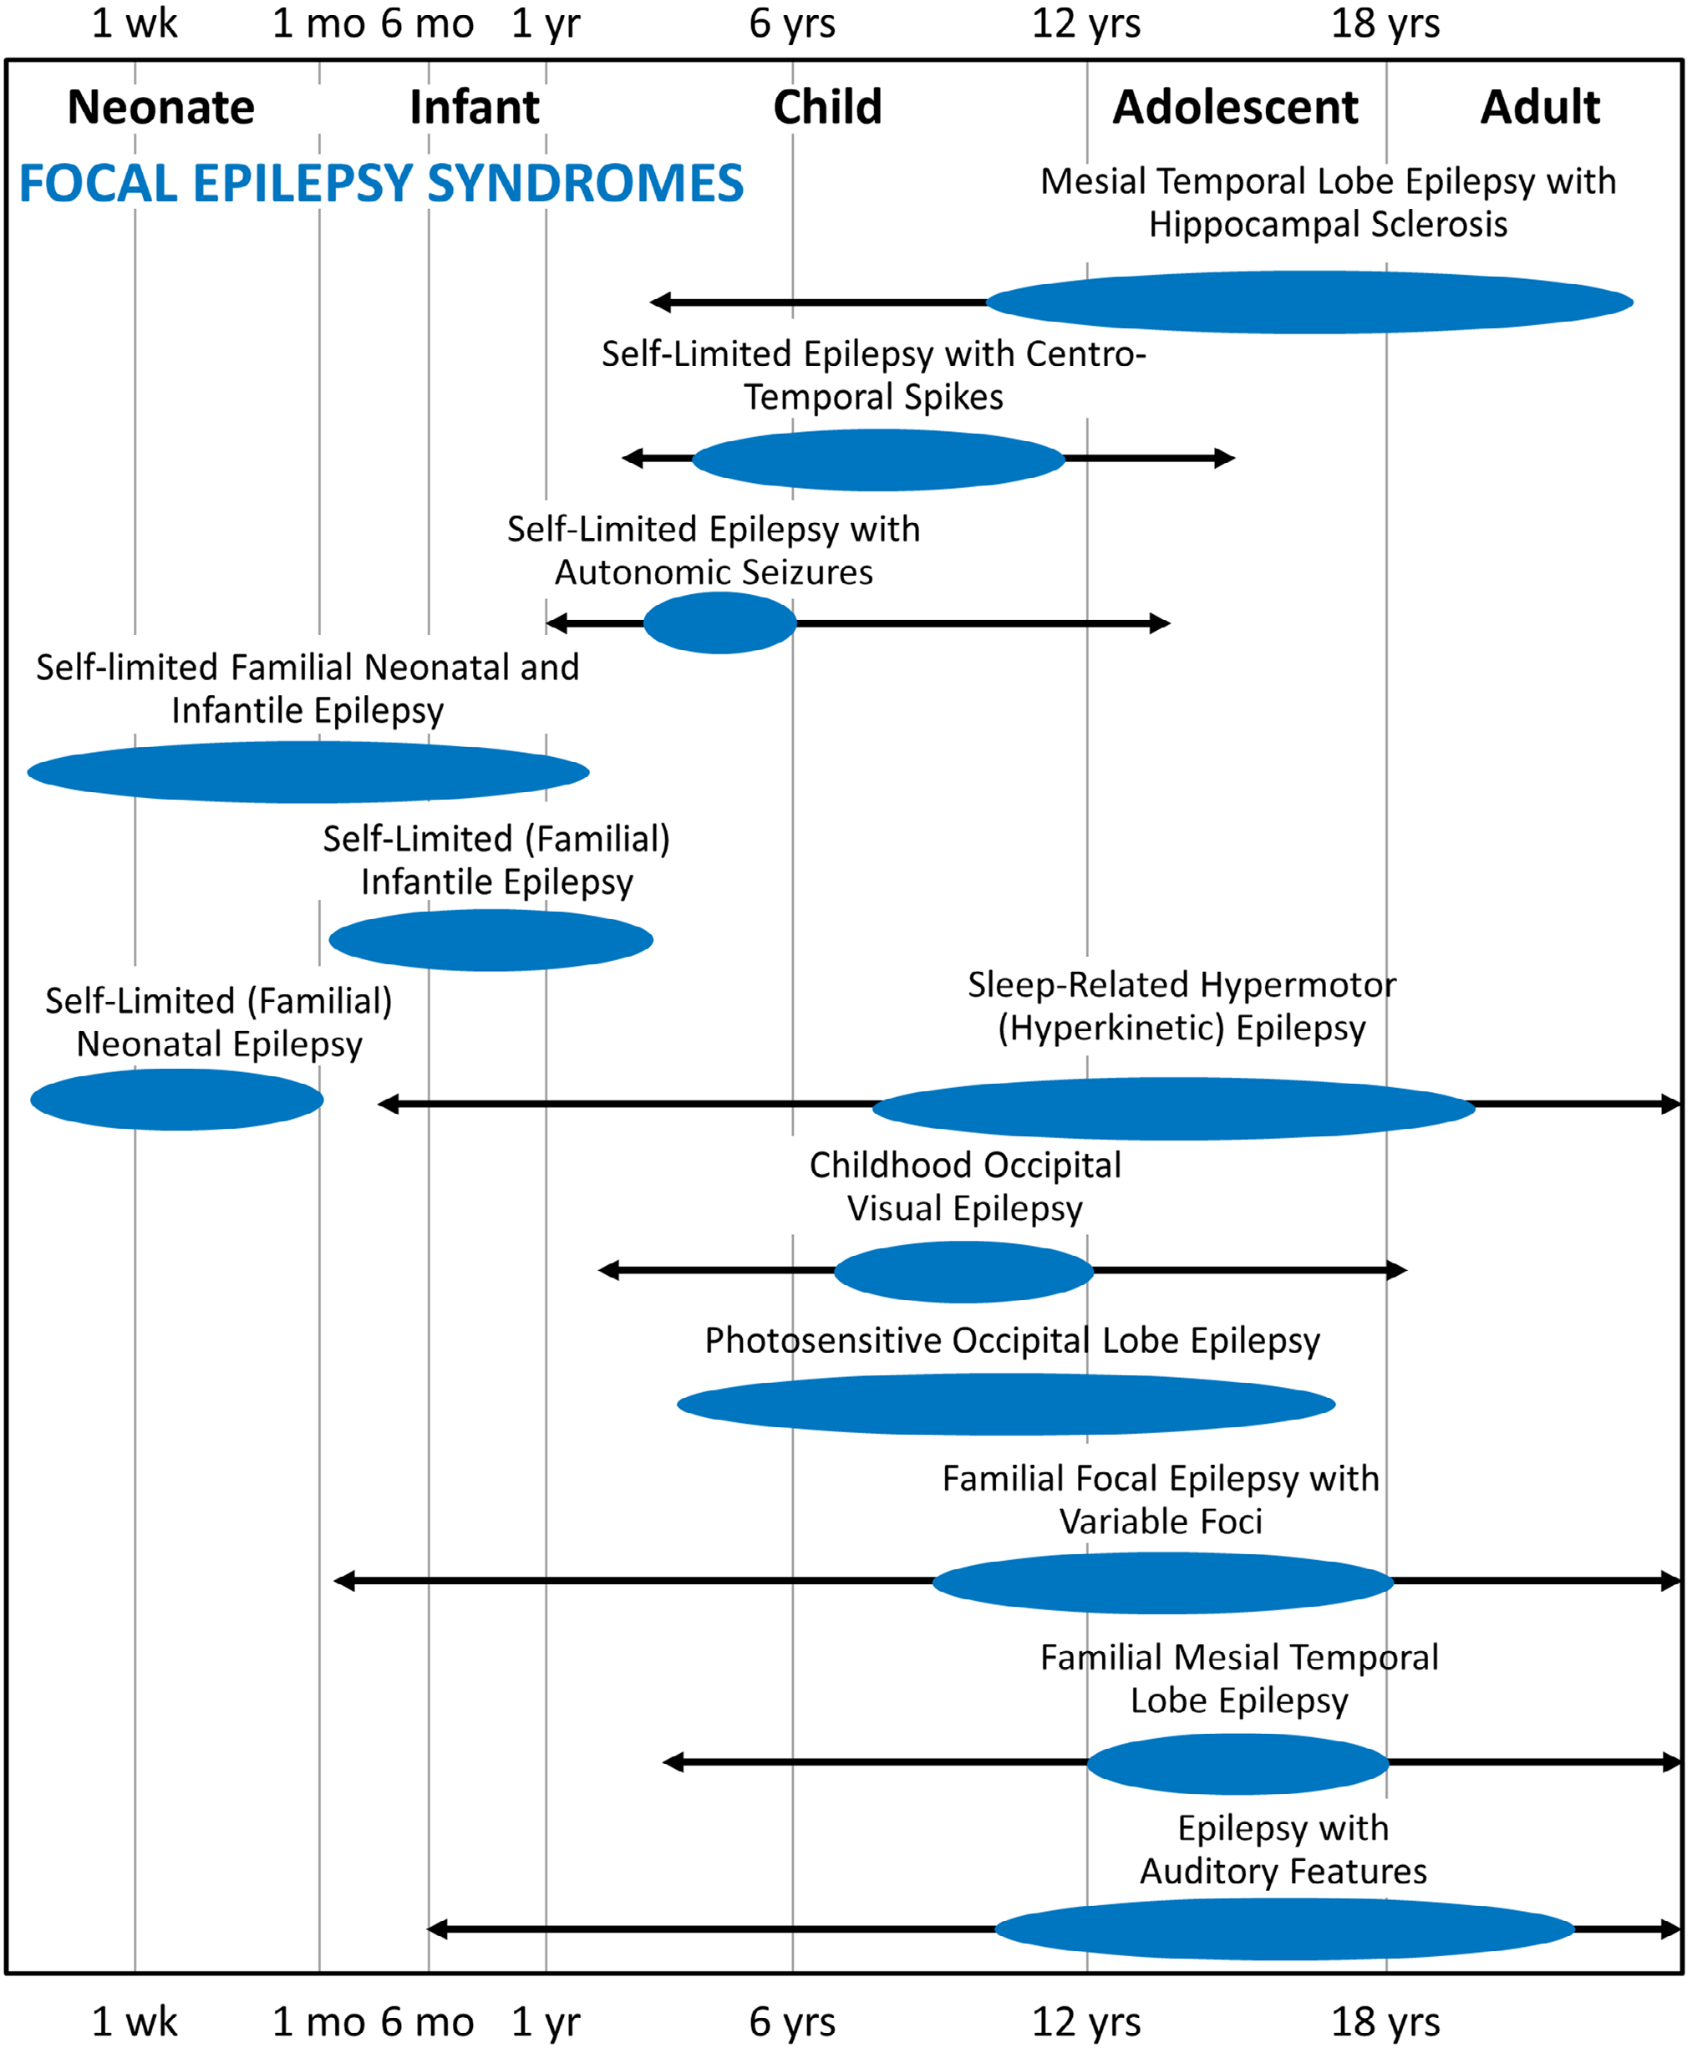 1 wk 1 mo 6 mo 1 yr 6 yrs 12 yrs 18 yrs
Neonate Infant Child Adolescent Adult
FOCAL EPILEPSY SYNDROMES
Mesial Temporal Lobe Epilepsy with
Hippocampal Sclerosis
Self-Limited Epilepsy with Centro-
Temporal Spikes
Self-Limited Epilepsy with
Autonomic Seizures
Self-limited Familial Neonatal and
Infantile Epilepsy
Self-Limited (Familial)
Infantile Epilepsy
Self-Limited (Familial)
Neonatal Epilepsy
Sleep-Related Hypermotor
(Hyperkinetic) Epilepsy
Childhood Occipital
Visual Epilepsy
Photosensitive Occipital Lobe Epilepsy
Familial Focal Epilepsy with
Variable Foci
Familial Mesial Temporal
Lobe Epilepsy
Epilepsy with
Auditory Features
1 wk 1 mo 6 mo 1 yr 6 yrs 12 yrs 18 yrs